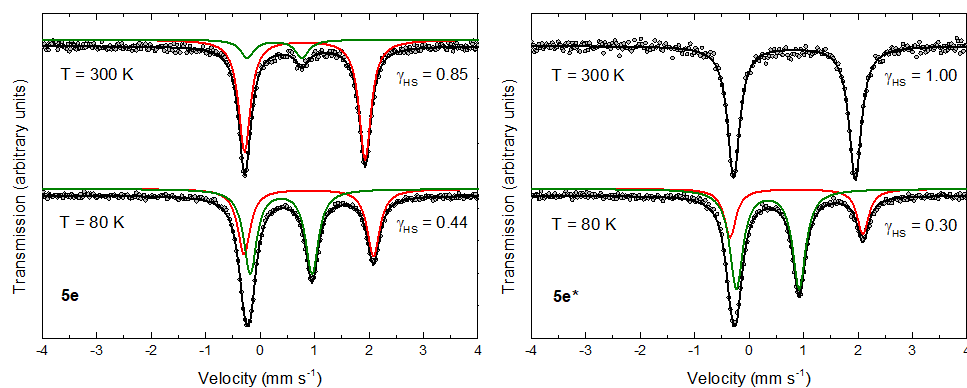 Transmission (arbitrary units)
T = 300 K
γHS = 0.85
T = 80 K
γHS = 0.44
5e
-4 -3 -2 -1 0 1 2 3 4
Velocity (mm s-1)
Transmission (arbitrary units)
T = 300 K
γHS = 1.00
T = 80 K
γHS = 0.30
5e*
-4 -3 -2 -1 0 1 2 3 4
Velocity (mm s-1)